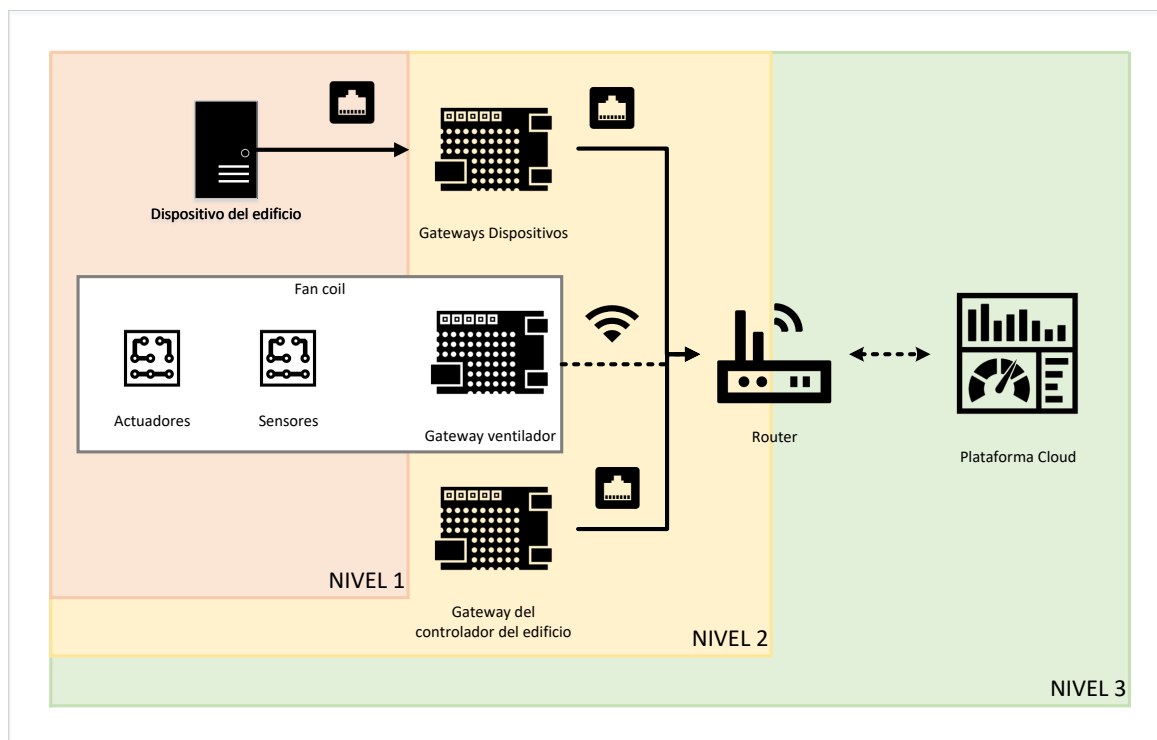 Dispositivo del edificio
Gateways Dispositivos
Fan coil
Actuadores
Sensores
Gateway ventilador
Router
Plataforma Cloud
NIVEL 1
Gateway del
controlador del edificio
NIVEL 2
NIVEL 3